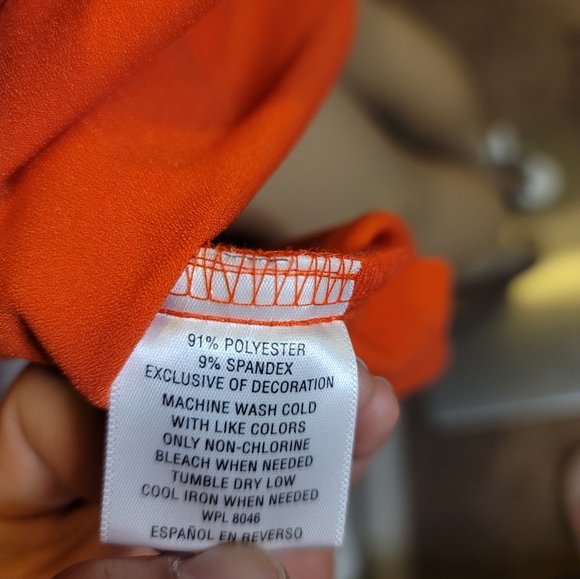 91% POLYESTER
9% SPANDEX
EXCLUSIVE OF DECORATION
MACHINE WASH COLD
WITH LIKE COLORS
ONLY NON-CHLORINE
BLEACH WHEN NEEDED
TUMBLE DRY LOW
COOL IRON WHEN NEEDED
WPL 8046
ESPAÑOL EN REVERSO